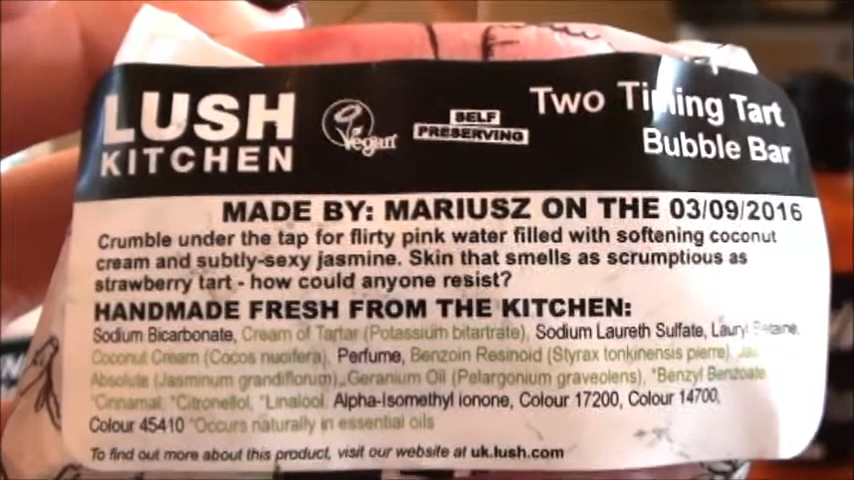 LUSH
KITCHEN
Vegan
SELF
PRESERVING
Two Timing Tart
Bubble Bar
MADE BY: MARIUSZ ON THE 03/09/2016
Crumble under the tap for flirty pink water filled with softening coconut
cream and subtly-sexy jasmine. Skin that smells as scrumptious as
strawberry tart - how could anyone resist?
HANDMADE FRESH FROM THE KITCHEN:
Sodium Bicarbonate, Cream of Tartar (Potassium bitartrate), Sodium Laureth Sulfate, Lauryl Betaine,
Coconut Cream (Cocos nucifera), Perfume, Benzoin Resinoid (Styrax tonkinensis pierre),
Absolute (Jasminum grandiflorum), Geranium Oil (Pelargonium graveolens), *Benzyl Benzoate
*Cinnamal, *Citronellol, *Linalool, Alpha-Isomethyl ionone, Colour 17200, Colour 14700,
Colour 45410 *Occurs naturally in essential oils
To find out more about this product, visit our website at uk.lush.com